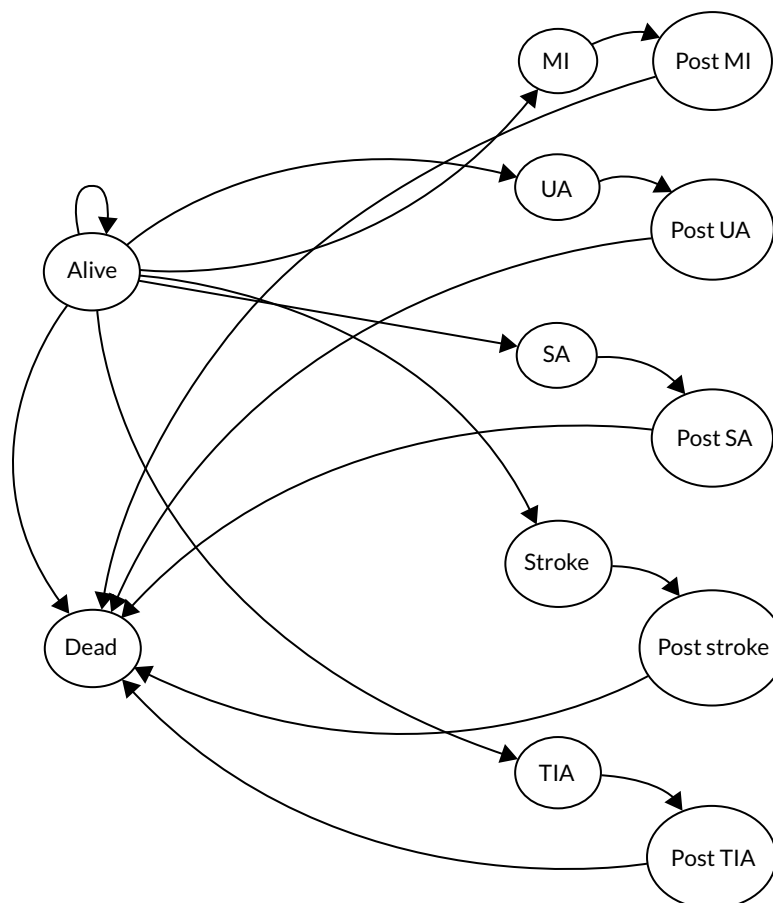 MI
Post MI
UA
Post UA
Alive
SA
Post SA
Stroke
Post stroke
Dead
TIA
Post TIA